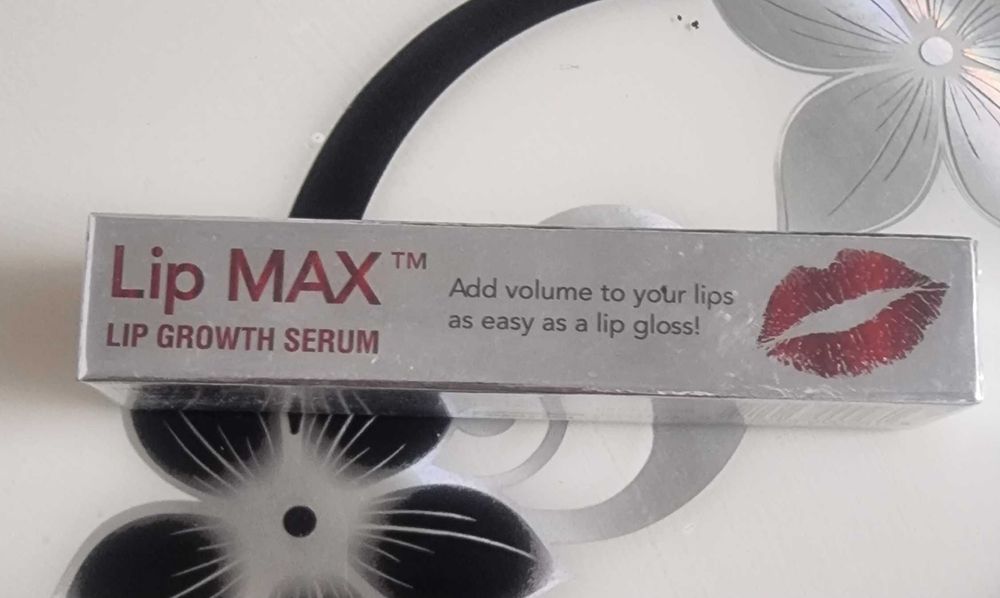 Lip MAX™
LIP GROWTH SERUM
Add volume to your lips
as easy as a lip gloss!